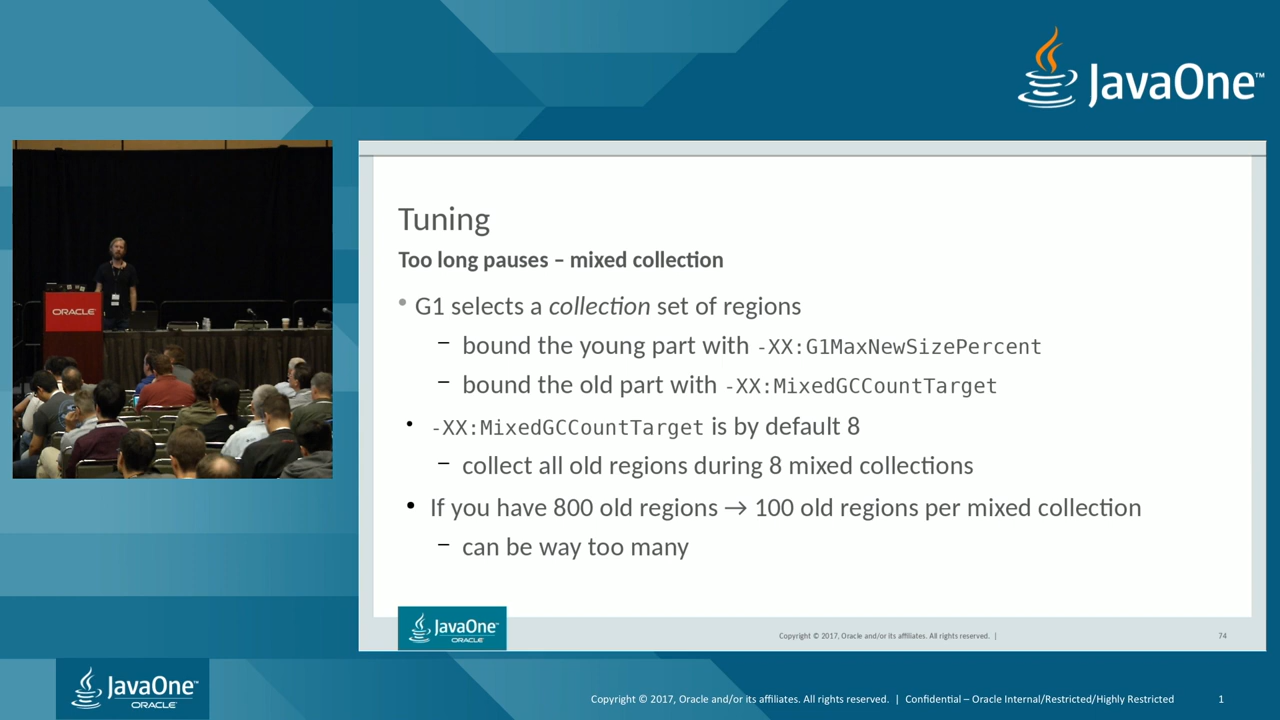 JavaOne™
ORACLE
Tuning
Too long pauses – mixed collection
• G1 selects a collection set of regions
– bound the young part with -XX:G1MaxNewSizePercent
– bound the old part with -XX:MixedGCCountTarget
• -XX:MixedGCCountTarget is by default 8
– collect all old regions during 8 mixed collections
• If you have 800 old regions → 100 old regions per mixed collection
– can be way too many
JavaOne™
ORACLE
Copyright © 2017, Oracle and/or its affiliates. All rights reserved. |
74
JavaOne™
ORACLE
Copyright © 2017, Oracle and/or its affiliates. All rights reserved. | Confidential – Oracle Internal/Restricted/Highly Restricted
1